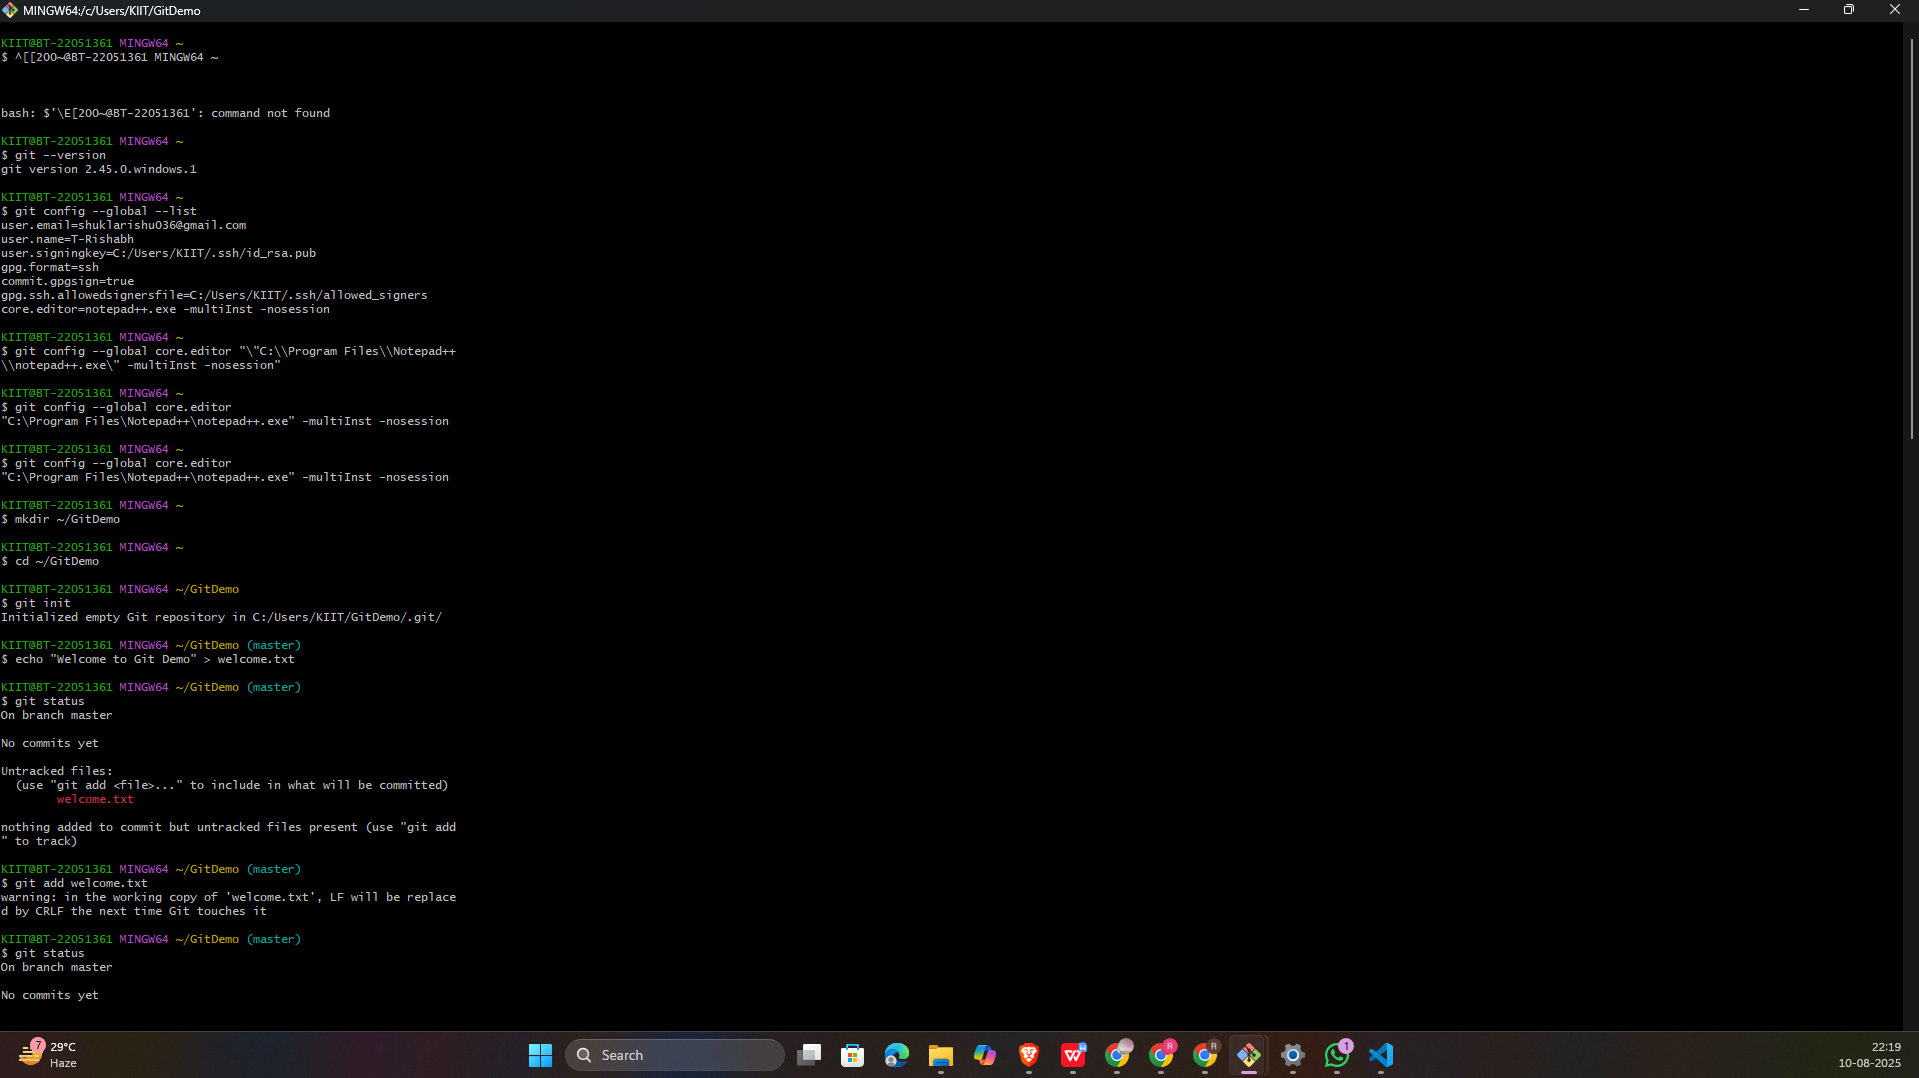 MINGW64:/c/Users/KIIT/GitDemo
KIIT@BT-22051361 MINGW64 ~
$ ^[[200~@BT-22051361 MINGW64 ~
bash: $'\E[200~@BT-22051361': command not found
KIIT@BT-22051361 MINGW64 ~
$ git --version
git version 2.45.0.windows.1
KIIT@BT-22051361 MINGW64 ~
$ git config --global --list
user.email=shuklarishu036@gmail.com
user.name=T-Rishabh
user.signingkey=C:/Users/KIIT/.ssh/id_rsa.pub
gpg.format=ssh
commit.gpgsign=true
gpg.ssh.allowedsignersfile=C:/Users/KIIT/.ssh/allowed_signers
core.editor=notepad++.exe -multiInst -nosession
KIIT@BT-22051361 MINGW64 ~
$ git config --global core.editor "\"C:\\Program Files\\Notepad++
\\notepad++.exe\" -multiInst -nosession"
KIIT@BT-22051361 MINGW64 ~
$ git config --global core.editor
"C:\Program Files\Notepad++\notepad++.exe" -multiInst -nosession
KIIT@BT-22051361 MINGW64 ~
$ git config --global core.editor
"C:\Program Files\Notepad++\notepad++.exe" -multiInst -nosession
KIIT@BT-22051361 MINGW64 ~
$ mkdir ~/GitDemo
KIIT@BT-22051361 MINGW64 ~
$ cd ~/GitDemo
KIIT@BT-22051361 MINGW64 ~/GitDemo
$ git init
Initialized empty Git repository in C:/Users/KIIT/GitDemo/.git/
KIIT@BT-22051361 MINGW64 ~/GitDemo (master)
$ echo "Welcome to Git Demo" > welcome.txt
KIIT@BT-22051361 MINGW64 ~/GitDemo (master)
$ git status
On branch master
No commits yet
Untracked files:
(use "git add <file>..." to include in what will be committed)
welcome.txt
nothing added to commit but untracked files present (use "git add
" to track)
KIIT@BT-22051361 MINGW64 ~/GitDemo (master)
$ git add welcome.txt
warning: in the working copy of 'welcome.txt', LF will be replace
d by CRLF the next time Git touches it
KIIT@BT-22051361 MINGW64 ~/GitDemo (master)
$ git status
On branch master
No commits yet
7
29°C
Haze
Search
W
R
R
1
22:19
10-08-2025